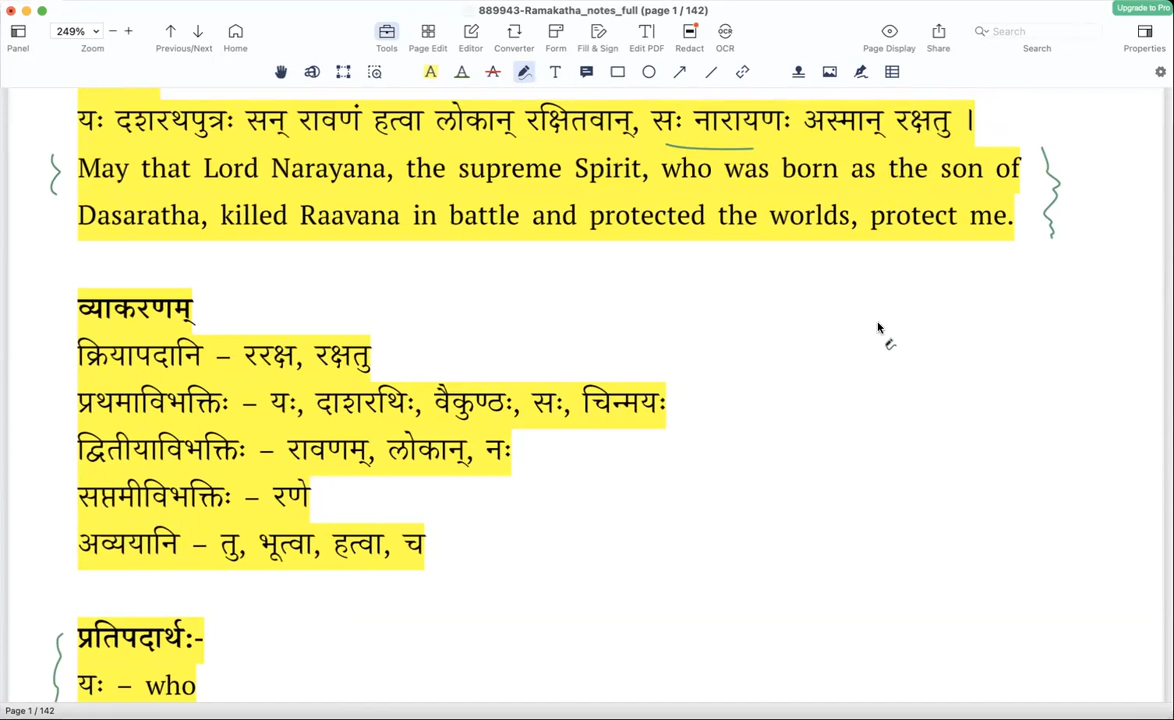 889943-Ramakatha_notes_full (page 1 / 142)
Upgrade to Pro
249%
Search
Panel
Zoom
Previous/Next
Home
Tools
Page Edit
Editor
Converter
Form
Fill & Sign
Edit PDF
Redact
OCR
Page Display
Share
Search
Properties
यः दशरथपुत्रः सन् रावणं हत्वा लोकान् रक्षितवान्, सः नारायणः अस्मान् रक्षतु ।
May that Lord Narayana, the supreme Spirit, who was born as the son of
Dasaratha, killed Raavana in battle and protected the worlds, protect me.
व्याकरणम्
क्रियापदानि – ररक्ष, रक्षतु
प्रथमाविभक्तिः – यः, दाशरथिः, वैकुण्ठः, सः, चिन्मयः
द्वितीयाविभक्तिः – रावणम्, लोकान्, नः
सप्तमीविभक्तिः – रणे
अव्ययानि – तु, भूत्वा, हत्वा, च
प्रतिपदार्थ:-
यः – who
Page 1 / 142